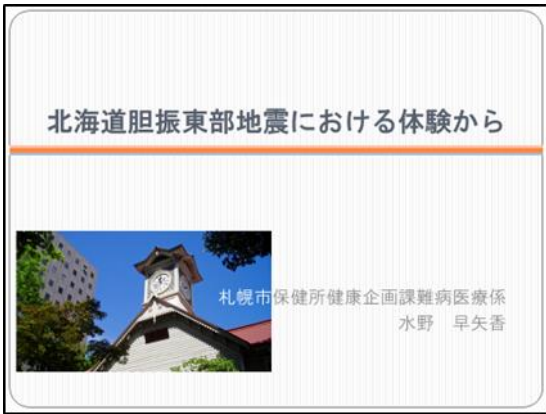 北海道胆振東部地震における体験から
札幌市保健所健康企画課難病医療係
水野　早矢香